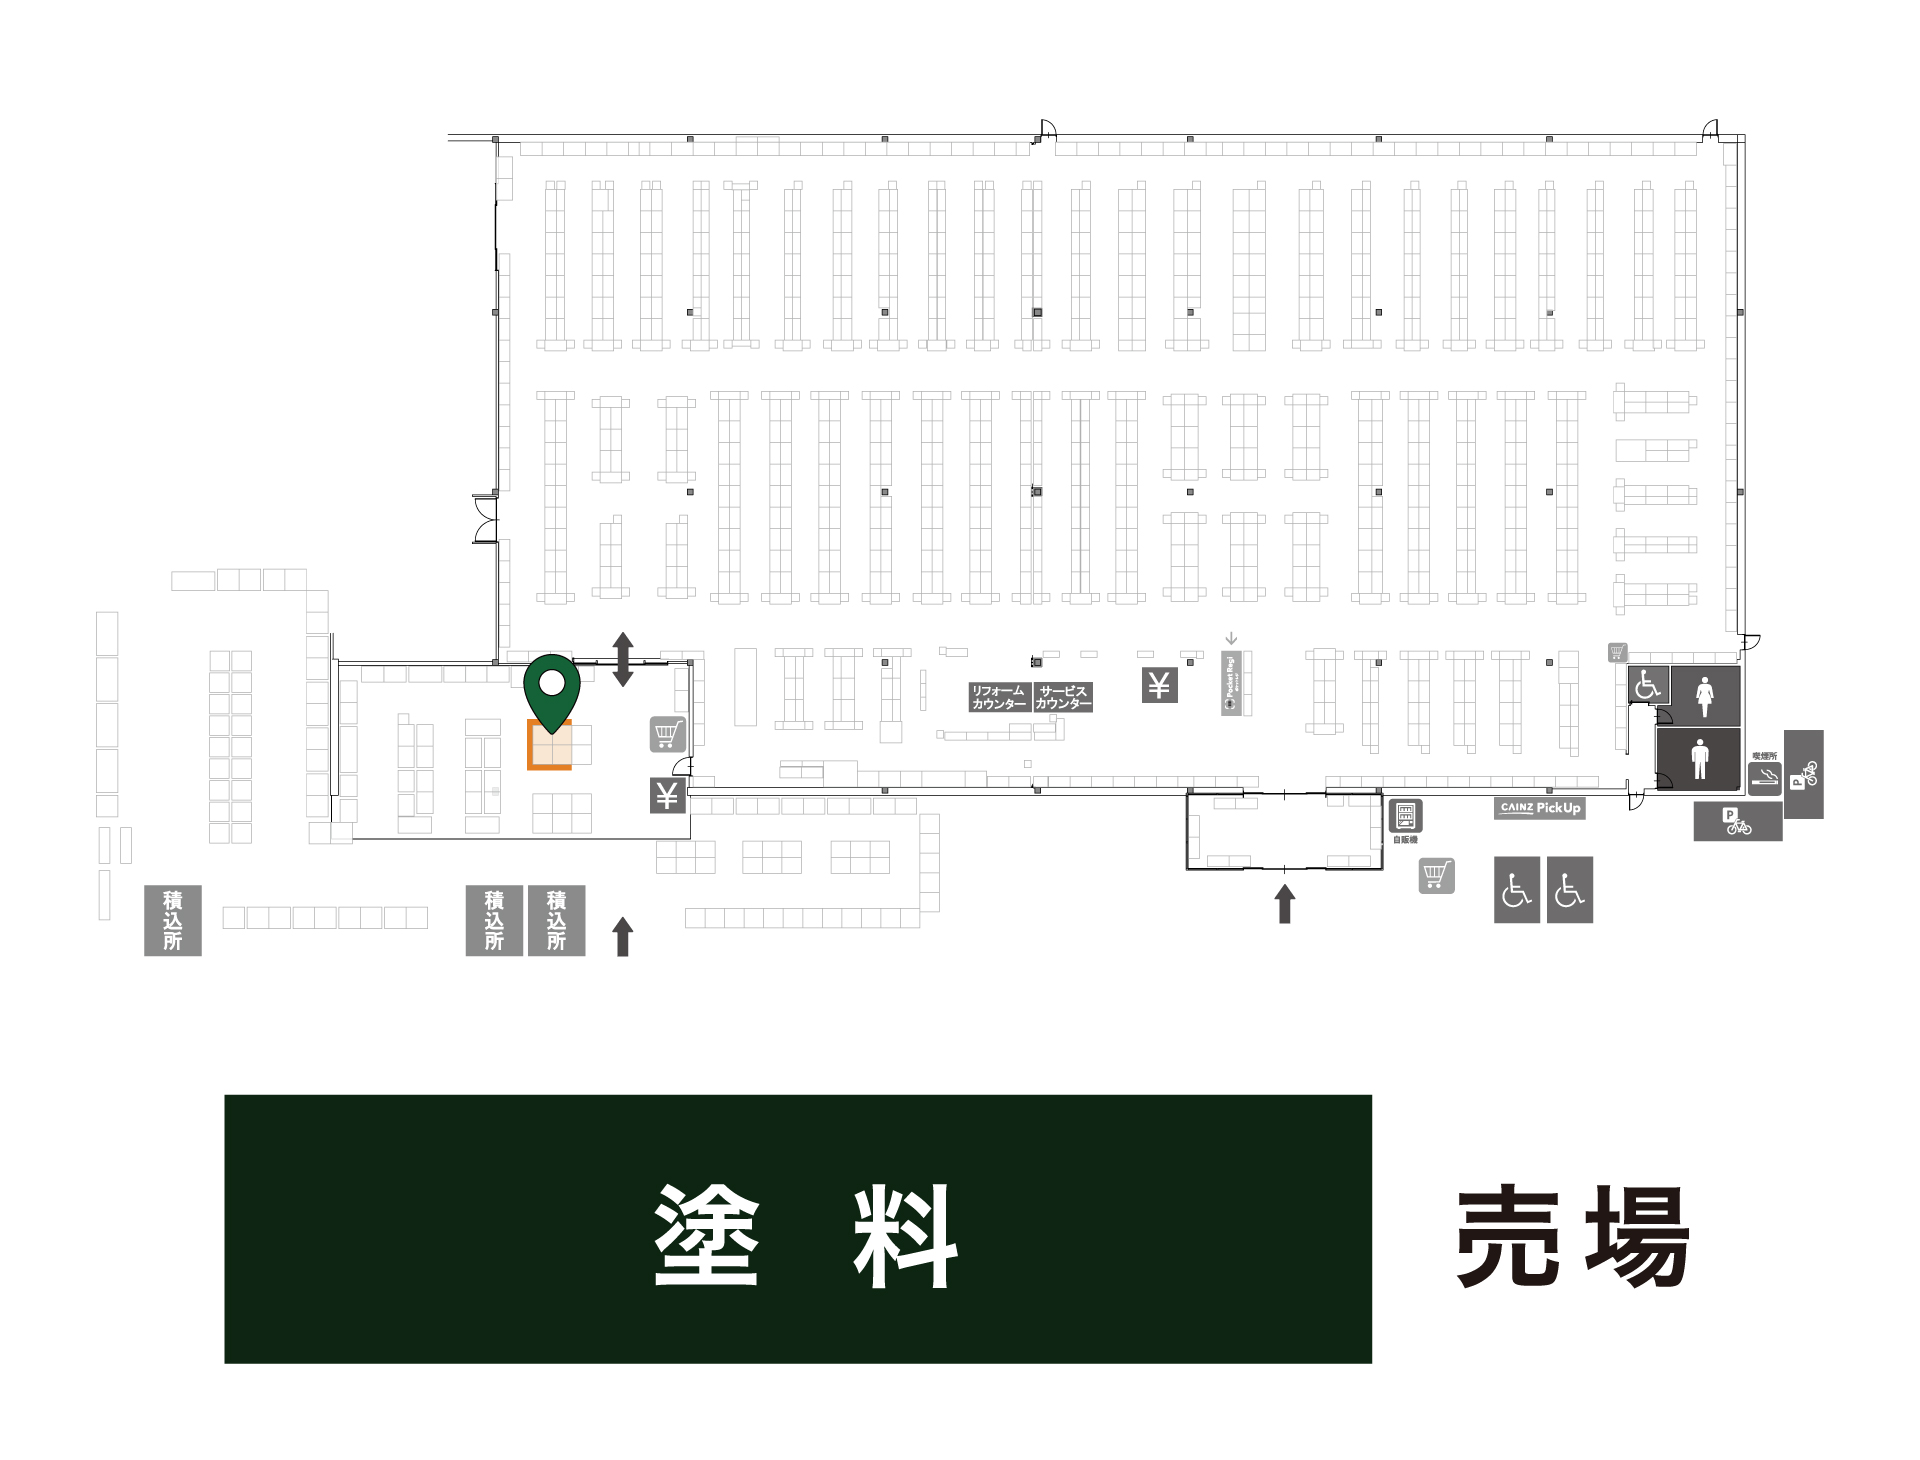 Pocket Regi
リフォーム
カウンター
サービス
カウンター
¥
¥
喫煙所
P
P
CAINZ PickUp
自販機
積込所
積込所
積込所
塗料
売場